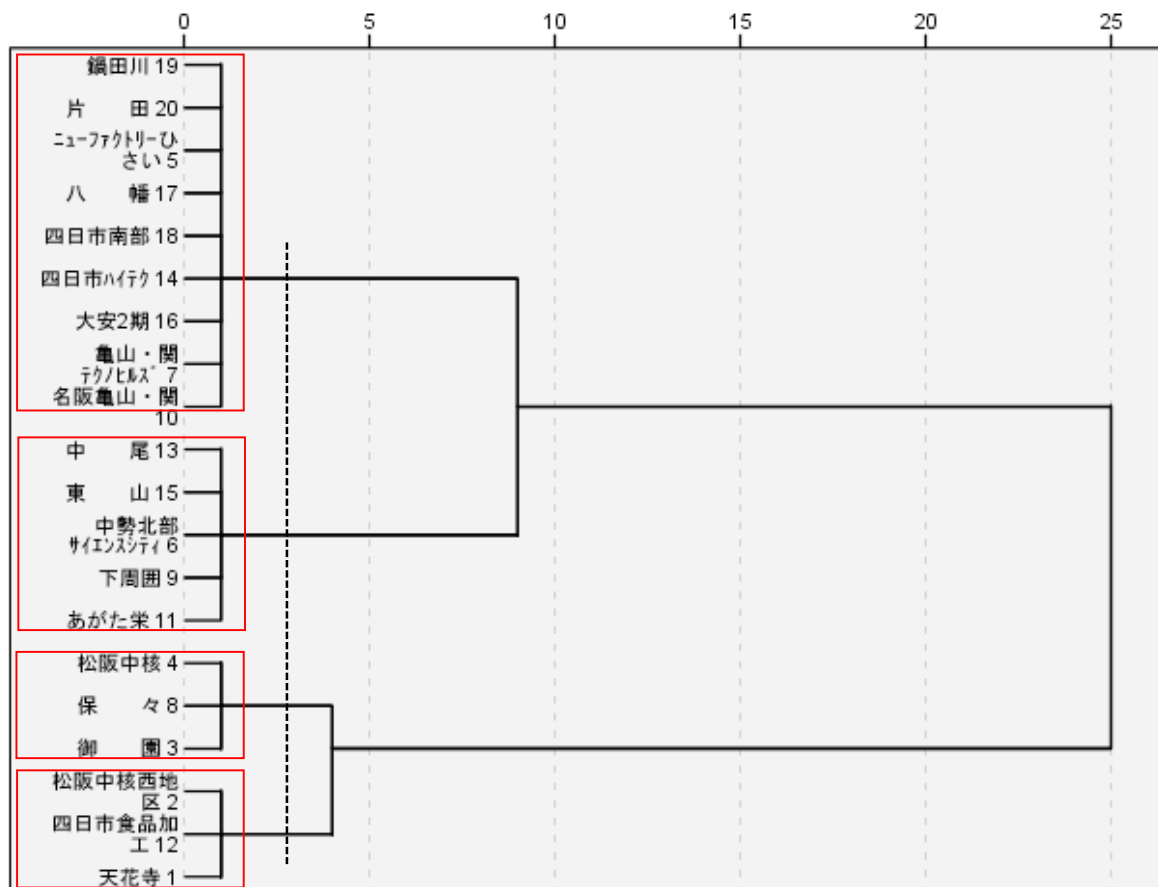 0 5 10 15 20 25
鍋田川 19
片　　田 20
ﾆｭｰﾌｧｸﾄﾘｰひ
さい 5
八　　幡 17
四日市南部 18
四日市ﾊｲﾃｸ 14
大安2期 16
亀山・関
ﾃｸﾉﾋﾙｽﾞ 7
名阪亀山・関
10
中　　尾 13
東　　山 15
中勢北部
ｻｲｴﾝｽｼﾃｨ 6
下周囲 9
あがた栄 11
松阪中核 4
保　　々 8
御　　園 3
松阪中核西地
区 2
四日市食品加
工 12
天花寺 1